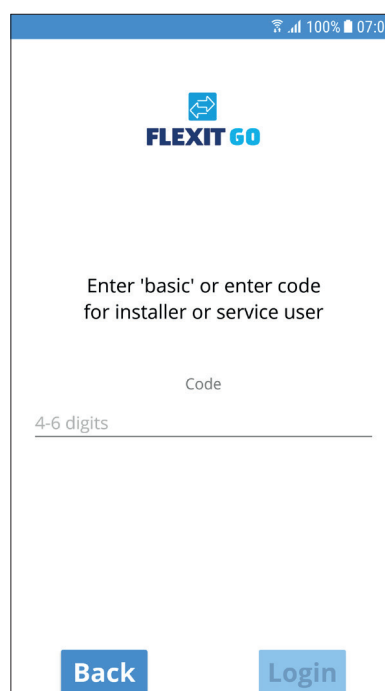 100% 07:0
FLEXIT GO
Enter 'basic' or enter code
for installer or service user
Code
4-6 digits
Back Login